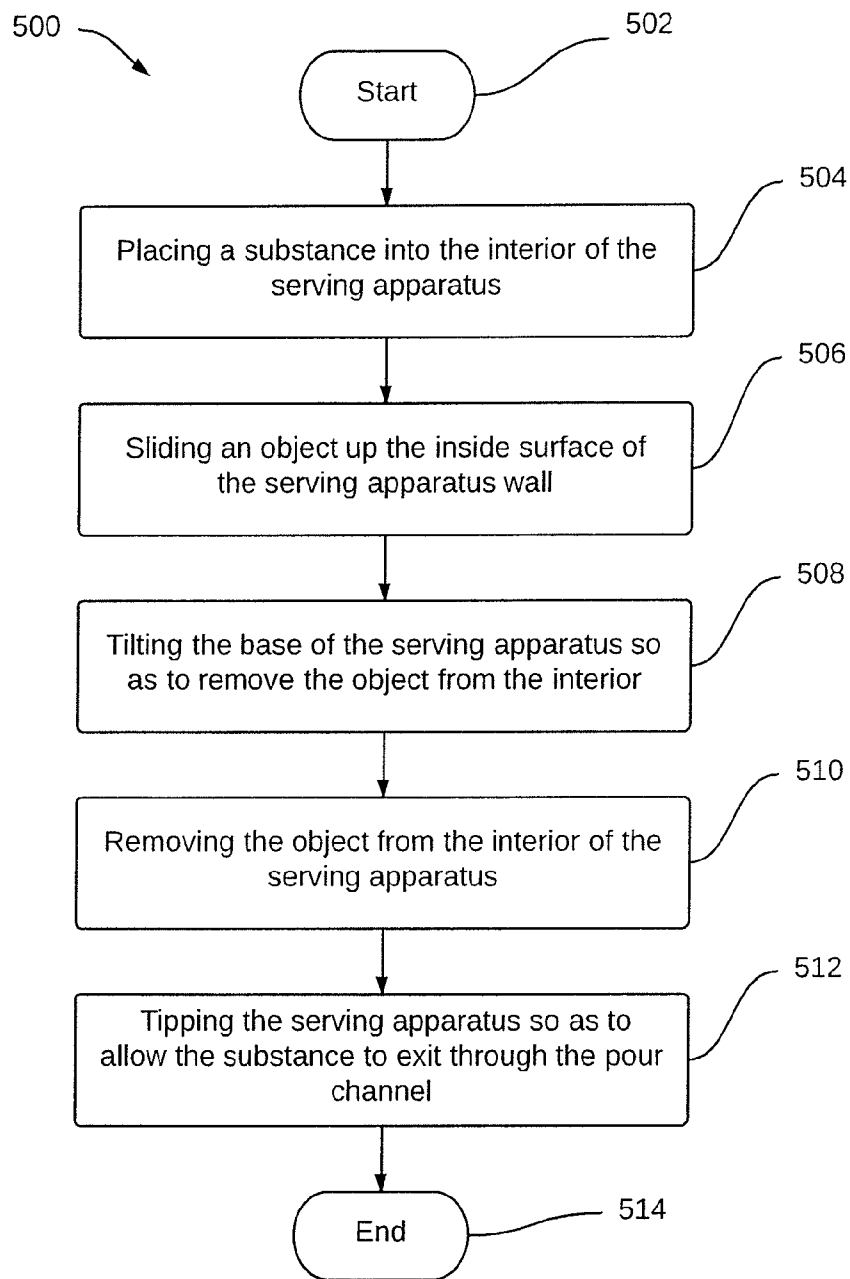 500
502
Start
504
Placing a substance into the interior of the
serving apparatus
506
Sliding an object up the inside surface of
the serving apparatus wall
508
Tilting the base of the serving apparatus so
as to remove the object from the interior
510
Removing the object from the interior of the
serving apparatus
512
Tipping the serving apparatus so as to
allow the substance to exit through the pour
channel
514
End